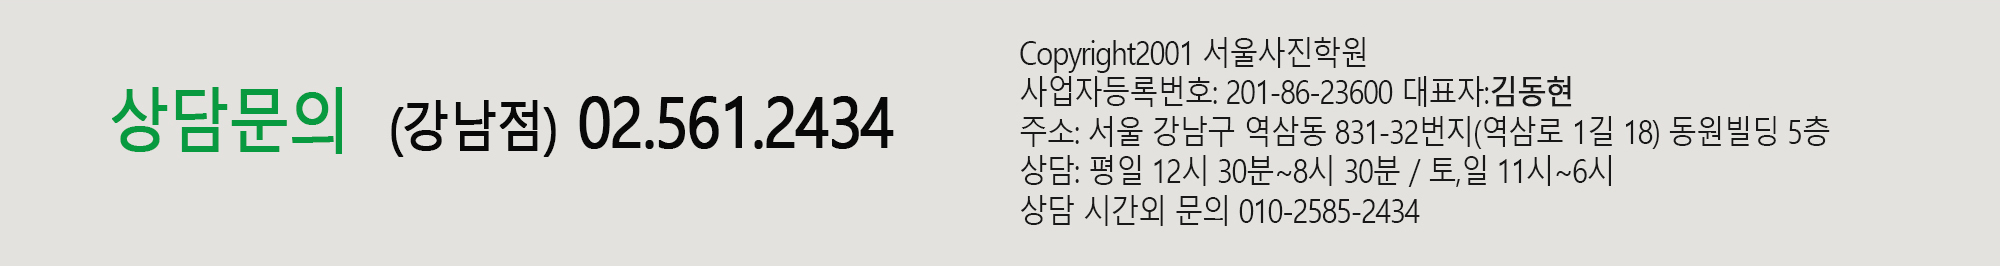 상담문의 (강남점) 02.561.2434
Copyright2001 서울사진학원
사업자등록번호: 201-86-23600 대표자:김동현
주소: 서울 강남구 역삼동 831-32번지(역삼로 1길 18) 동원빌딩 5층
상담: 평일 12시 30분~8시 30분 / 토,일 11시~6시
상담 시간외 문의 010-2585-2434